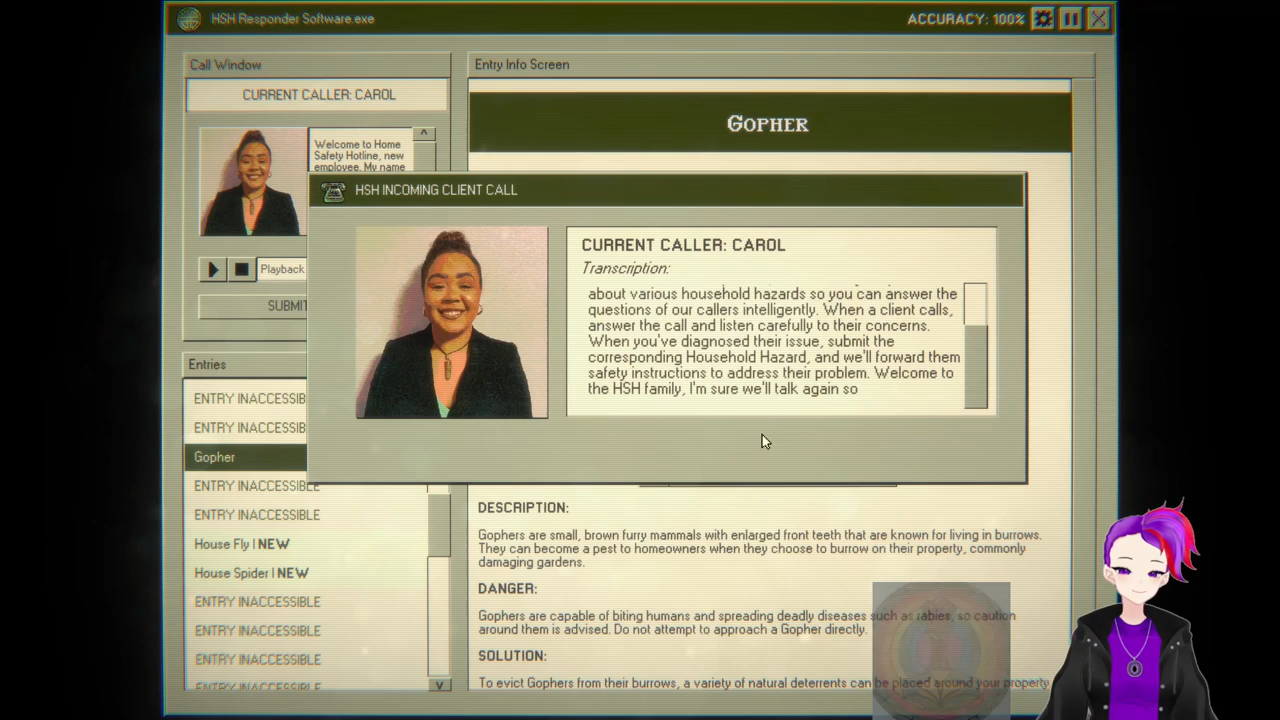 HSH Responder Software.exe
ACCURACY: 100%
Call Window
CURRENT CALLER: CAROL
Welcome to Home
Safety Hotline, new
employee. My name
Playback
SUBMIT
Entries
ENTRY INACCESSIB
ENTRY INACCESSIB
Gopher
ENTRY INACCESSIBLE
ENTRY INACCESSIBLE
House Fly | NEW
House Spider | NEW
ENTRY INACCESSIBLE
ENTRY INACCESSIBLE
ENTRY INACCESSIBLE
ENTRY INACCESSIBLE
HSH INCOMING CLIENT CALL
CURRENT CALLER: CAROL
Transcription:
about various household hazards so you can answer the
questions of our callers intelligently. When a client calls,
answer the call and listen carefully to their concerns.
When you've diagnosed their issue, submit the
corresponding Household Hazard, and we'll forward them
safety instructions to address their problem. Welcome to
the HSH family, I'm sure we'll talk again so
Entry Info Screen
GOPHER
DESCRIPTION:
Gophers are small, brown furry mammals with enlarged front teeth that are known for living in burrows.
They can become a pest to homeowners when they choose to burrow on their property, commonly
damaging gardens.
DANGER:
Gophers are capable of biting humans and spreading deadly diseases such as rabies, so caution
around them is advised. Do not attempt to approach a Gopher directly.
SOLUTION:
To evict Gophers from their burrows, a variety of natural deterrents can be placed around your property